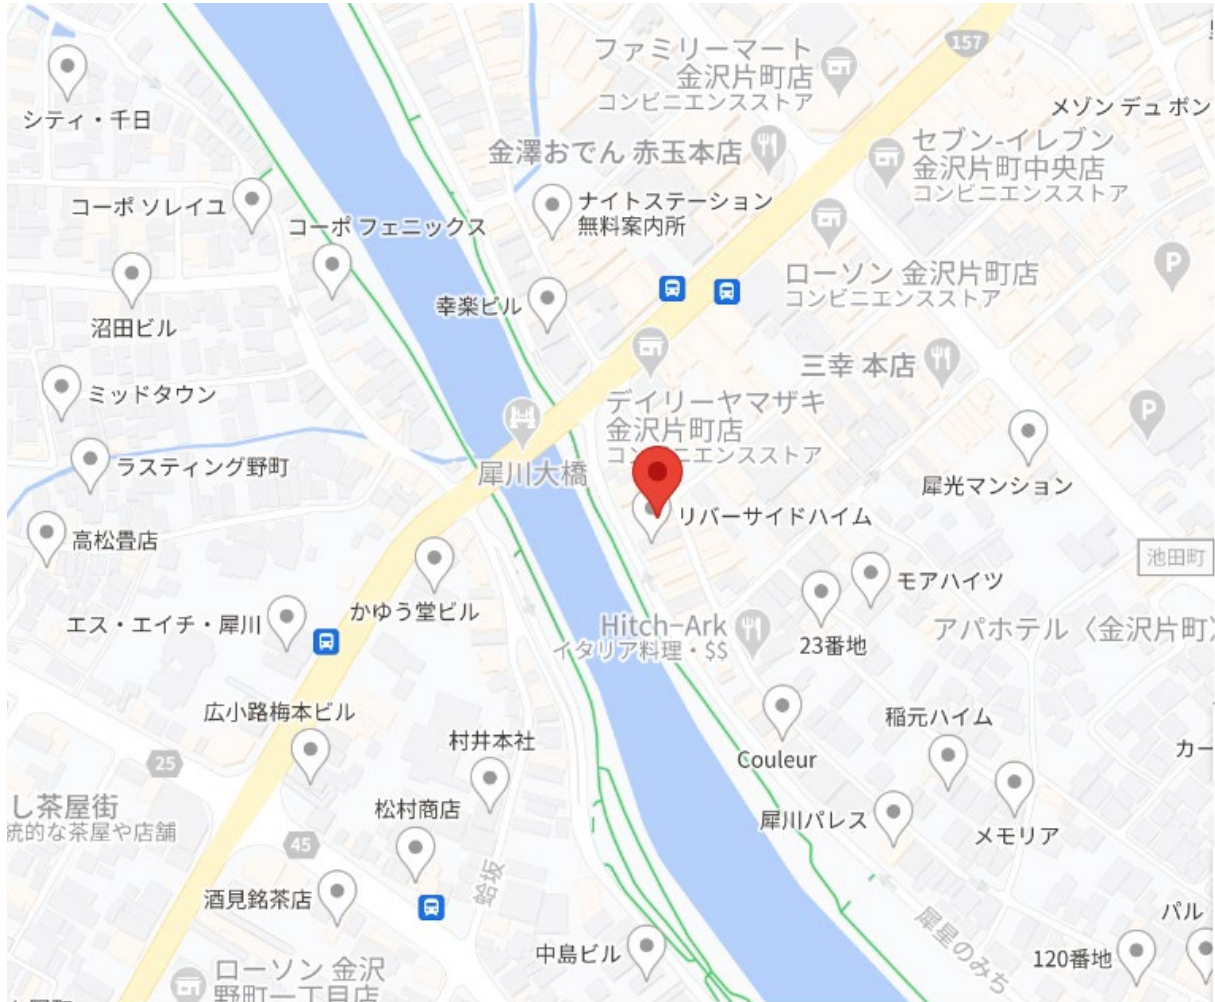 157
ファミリーマート
金沢片町店
コンビニエンスストア
シティ・千日
メゾン デュ ボン
金澤おでん 赤玉本店
セブン-イレブン
金沢片町中央店
コンビニエンスストア
コーポ ソレイユ
コーポ フェニックス
ナイトステーション
無料案内所
ローソン 金沢片町店
コンビニエンスストア
P
幸楽ビル
沼田ビル
三幸 本店
ミッドタウン
デイリーヤマザキ
金沢片町店
コンビニエンスストア
P
犀川大橋
ラスティング野町
犀光マンション
リバーサイドハイム
高松畳店
池田町
モアハイツ
かゆう堂ビル
エス・エイチ・犀川
Hitch-Ark
イタリア料理・$$
23番地
アパホテル〈金沢片町〉
広小路梅本ビル
稲元ハイム
村井本社
Couleur
カー
25
し茶屋街
統的な茶屋や店舗
松村商店
犀川パレス
メモリア
45
蛤坂
酒見銘茶店
パル
犀星のみち
中島ビル
120番地
ローソン 金沢
野町一丁目店